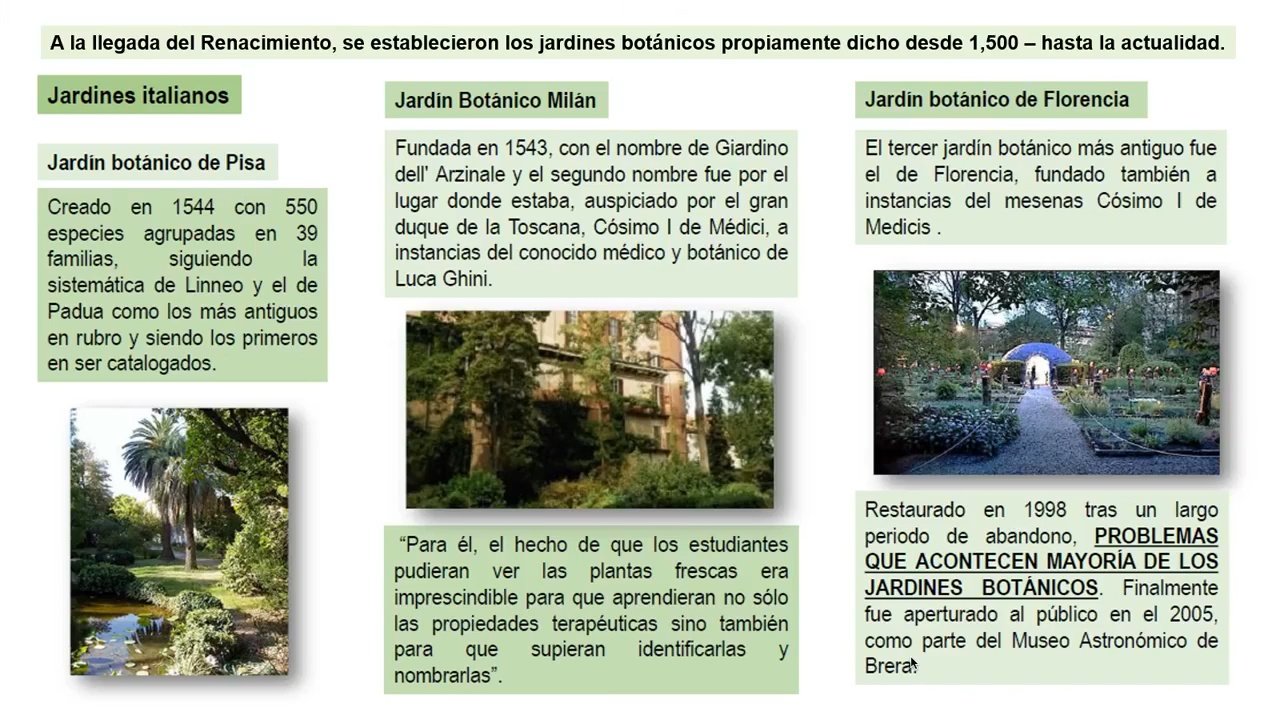 A la llegada del Renacimiento, se establecieron los jardines botánicos propiamente dicho desde 1,500 – hasta la actualidad.
Jardines italianos
Jardín botánico de Pisa
Creado en 1544 con 550
especies agrupadas en 39
familias, siguiendo la
sistemática de Linneo y el de
Padua como los más antiguos
en rubro y siendo los primeros
en ser catalogados.
Jardín Botánico Milán
Fundada en 1543, con el nombre de Giardino
dell' Arzinale y el segundo nombre fue por el
lugar donde estaba, auspiciado por el gran
duque de la Toscana, Cósimo I de Médici, a
instancias del conocido médico y botánico de
Luca Ghini.
“Para él, el hecho de que los estudiantes
pudieran ver las plantas frescas era
imprescindible para que aprendieran no sólo
las propiedades terapéuticas sino también
para que supieran identificarlas y
nombrarlas”.
Jardín botánico de Florencia
El tercer jardín botánico más antiguo fue
el de Florencia, fundado también a
instancias del mesenas Cósimo I de
Medicis .
Restaurado en 1998 tras un largo
periodo de abandono, PROBLEMAS
QUE ACONTECEN MAYORÍA DE LOS
JARDINES BOTÁNICOS. Finalmente
fue aperturado al público en el 2005,
como parte del Museo Astronómico de
Brera.